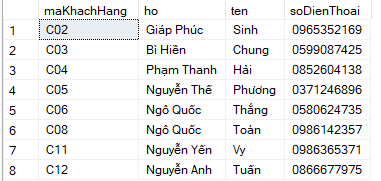 maKhachHang ho ten soDienThoai
1 C02 Giáp Phúc Sinh 0965352169
2 C03 Bì Hiền Chung 0599087425
3 C04 Phạm Thanh Hải 0852604138
4 C05 Nguyễn Thế Phương 0371246896
5 C06 Ngô Quốc Thắng 0580624735
6 C08 Ngô Quốc Toàn 0986142357
7 C11 Nguyễn Yến Vy 0986365371
8 C12 Nguyễn Anh Tuấn 0866677975